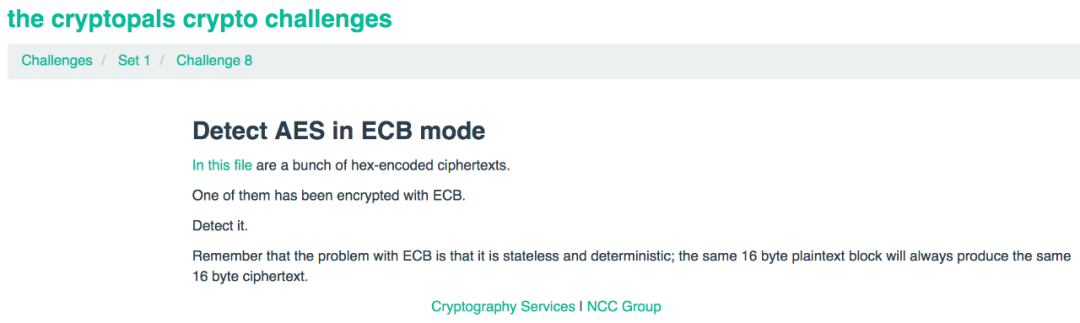 the cryptopals crypto challenges
Challenges / Set 1 / Challenge 8
Detect AES in ECB mode
In this file are a bunch of hex-encoded ciphertexts.
One of them has been encrypted with ECB.
Detect it.
Remember that the problem with ECB is that it is stateless and deterministic; the same 16 byte plaintext block will always produce the same
16 byte ciphertext.
Cryptography Services | NCC Group